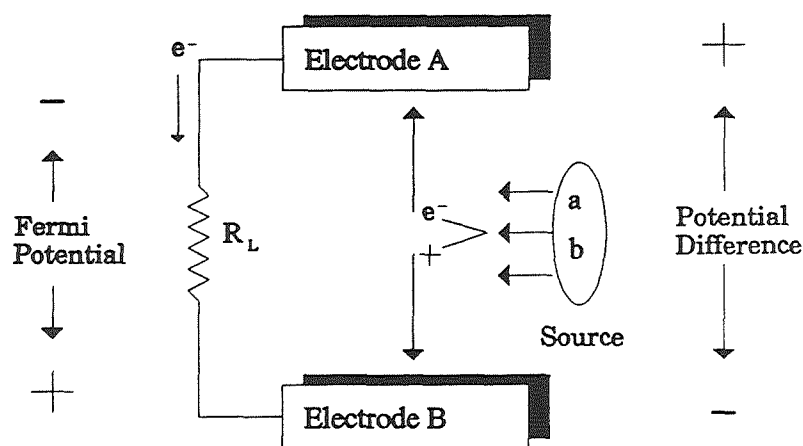 e⁻
Electrode A
+
−
Fermi
Potential
+
R_L
e⁻
+
a
b
Source
+
Potential
Difference
−
Electrode B